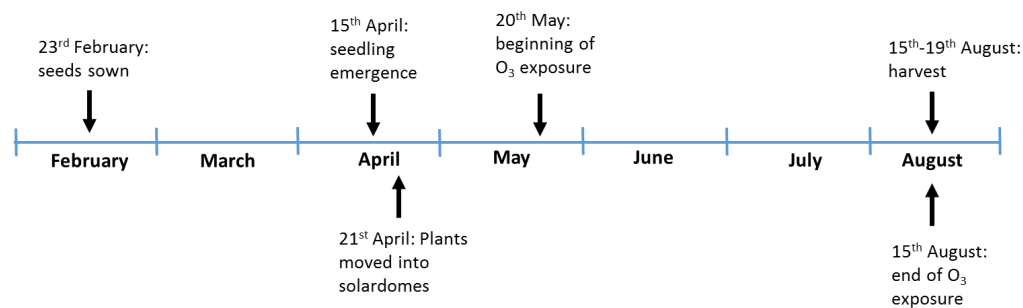 23rd February:
seeds sown
15th April:
seedling
emergence
20th May:
beginning of
O3 exposure
15th-19th August:
harvest
February
March
April
May
June
July
August
21st April: Plants
moved into
solardomes
15th August:
end of O3
exposure